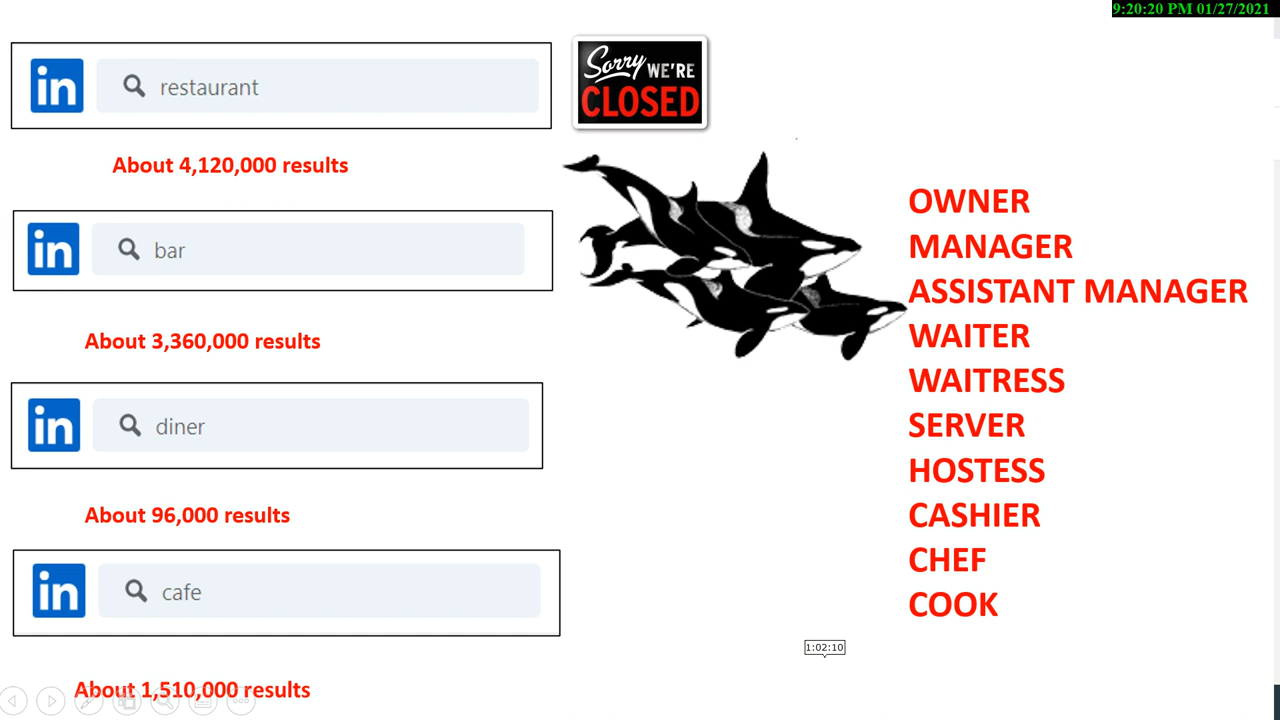 9:20:20 PM 01/27/2021
in restaurant
Sorry WE'RE
CLOSED
About 4,120,000 results
in bar
About 3,360,000 results
in diner
About 96,000 results
in cafe
About 1,510,000 results
OWNER
MANAGER
ASSISTANT MANAGER
WAITER
WAITRESS
SERVER
HOSTESS
CASHIER
CHEF
COOK
1:02:10